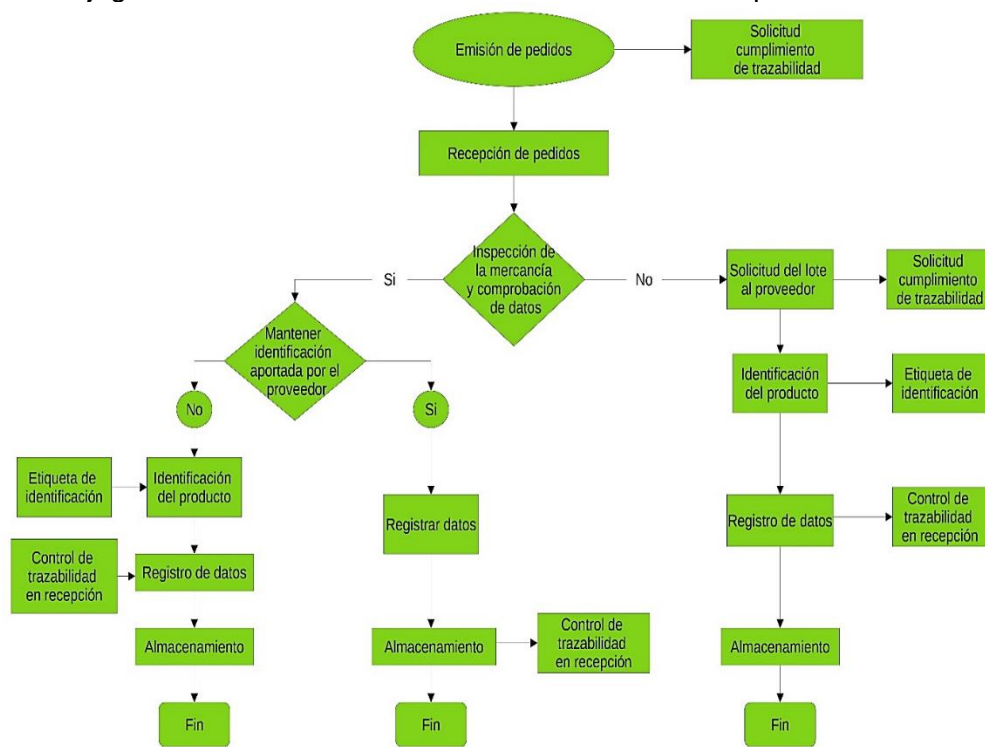 Emisión de pedidos
Solicitud
cumplimiento
de trazabilidad
Recepción de pedidos
Inspección de
la mercancía
y comprobación
de datos
Si
No
Solicitud del lote
al proveedor
Solicitud
cumplimiento
de trazabilidad
Mantener
identificación
aportada por el
proveedor
No
Si
Identificación
del producto
Etiqueta de
identificación
Etiqueta de
identificación
Identificación
del producto
Registrar datos
Registro de datos
Control de
trazabilidad
en recepción
Control de
trazabilidad
en recepción
Registro de datos
Almacenamiento
Almacenamiento
Control de
trazabilidad
en recepción
Almacenamiento
Fin
Fin
Fin